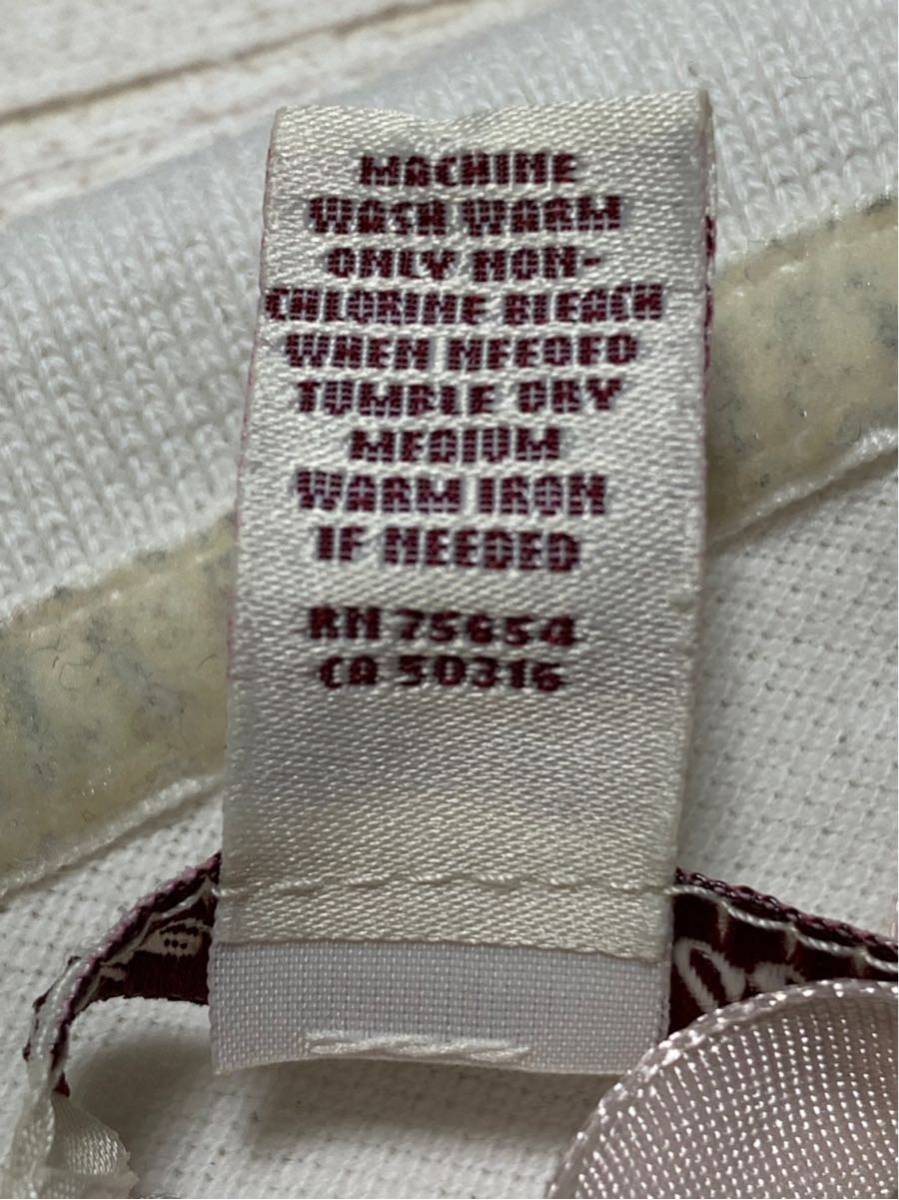 MACHINE
WASH WARM
ONLY NON-
CHLORINE BLEACH
WHEN NEEDED
TUMBLE DRY
MEDIUM
WARM IRON
IF NEEDED
RN 75654
CA 50316